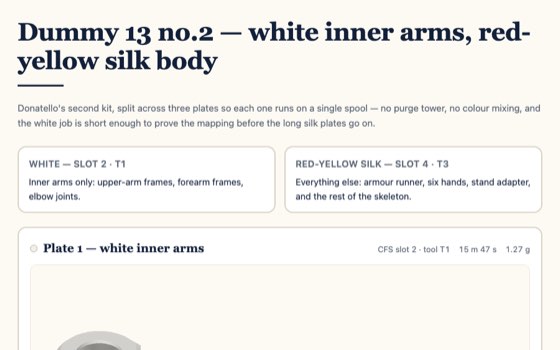 Dummy 13 no.2 — white inner arms, red-
yellow silk body
Donatello's second kit, split across three plates so each one runs on a single spool — no purge tower, no colour mixing, and
the white job is short enough to prove the mapping before the long silk plates go on.
WHITE — SLOT 2 · T1
Inner arms only: upper-arm frames, forearm frames,
elbow joints.
RED-YELLOW SILK — SLOT 4 · T3
Everything else: armour runner, six hands, stand adapter,
and the rest of the skeleton.
Plate 1 — white inner arms
CFS slot 2 · tool T1 15 m 47 s 1.27 g